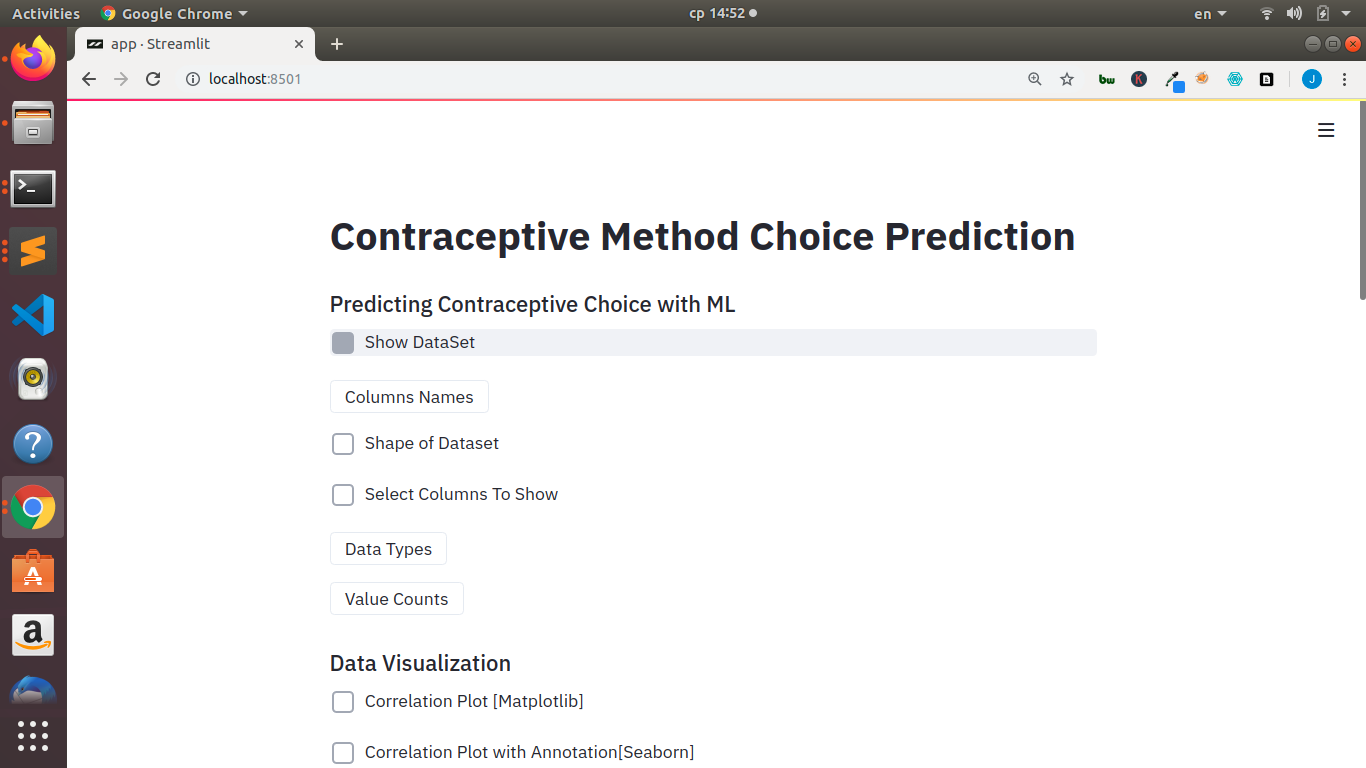 Activities Google Chrome ср 14:52 en
app · Streamlit
localhost:8501 bw K J
Contraceptive Method Choice Prediction
Predicting Contraceptive Choice with ML
Show DataSet
Columns Names
Shape of Dataset
Select Columns To Show
Data Types
Value Counts
Data Visualization
Correlation Plot [Matplotlib]
Correlation Plot with Annotation[Seaborn]